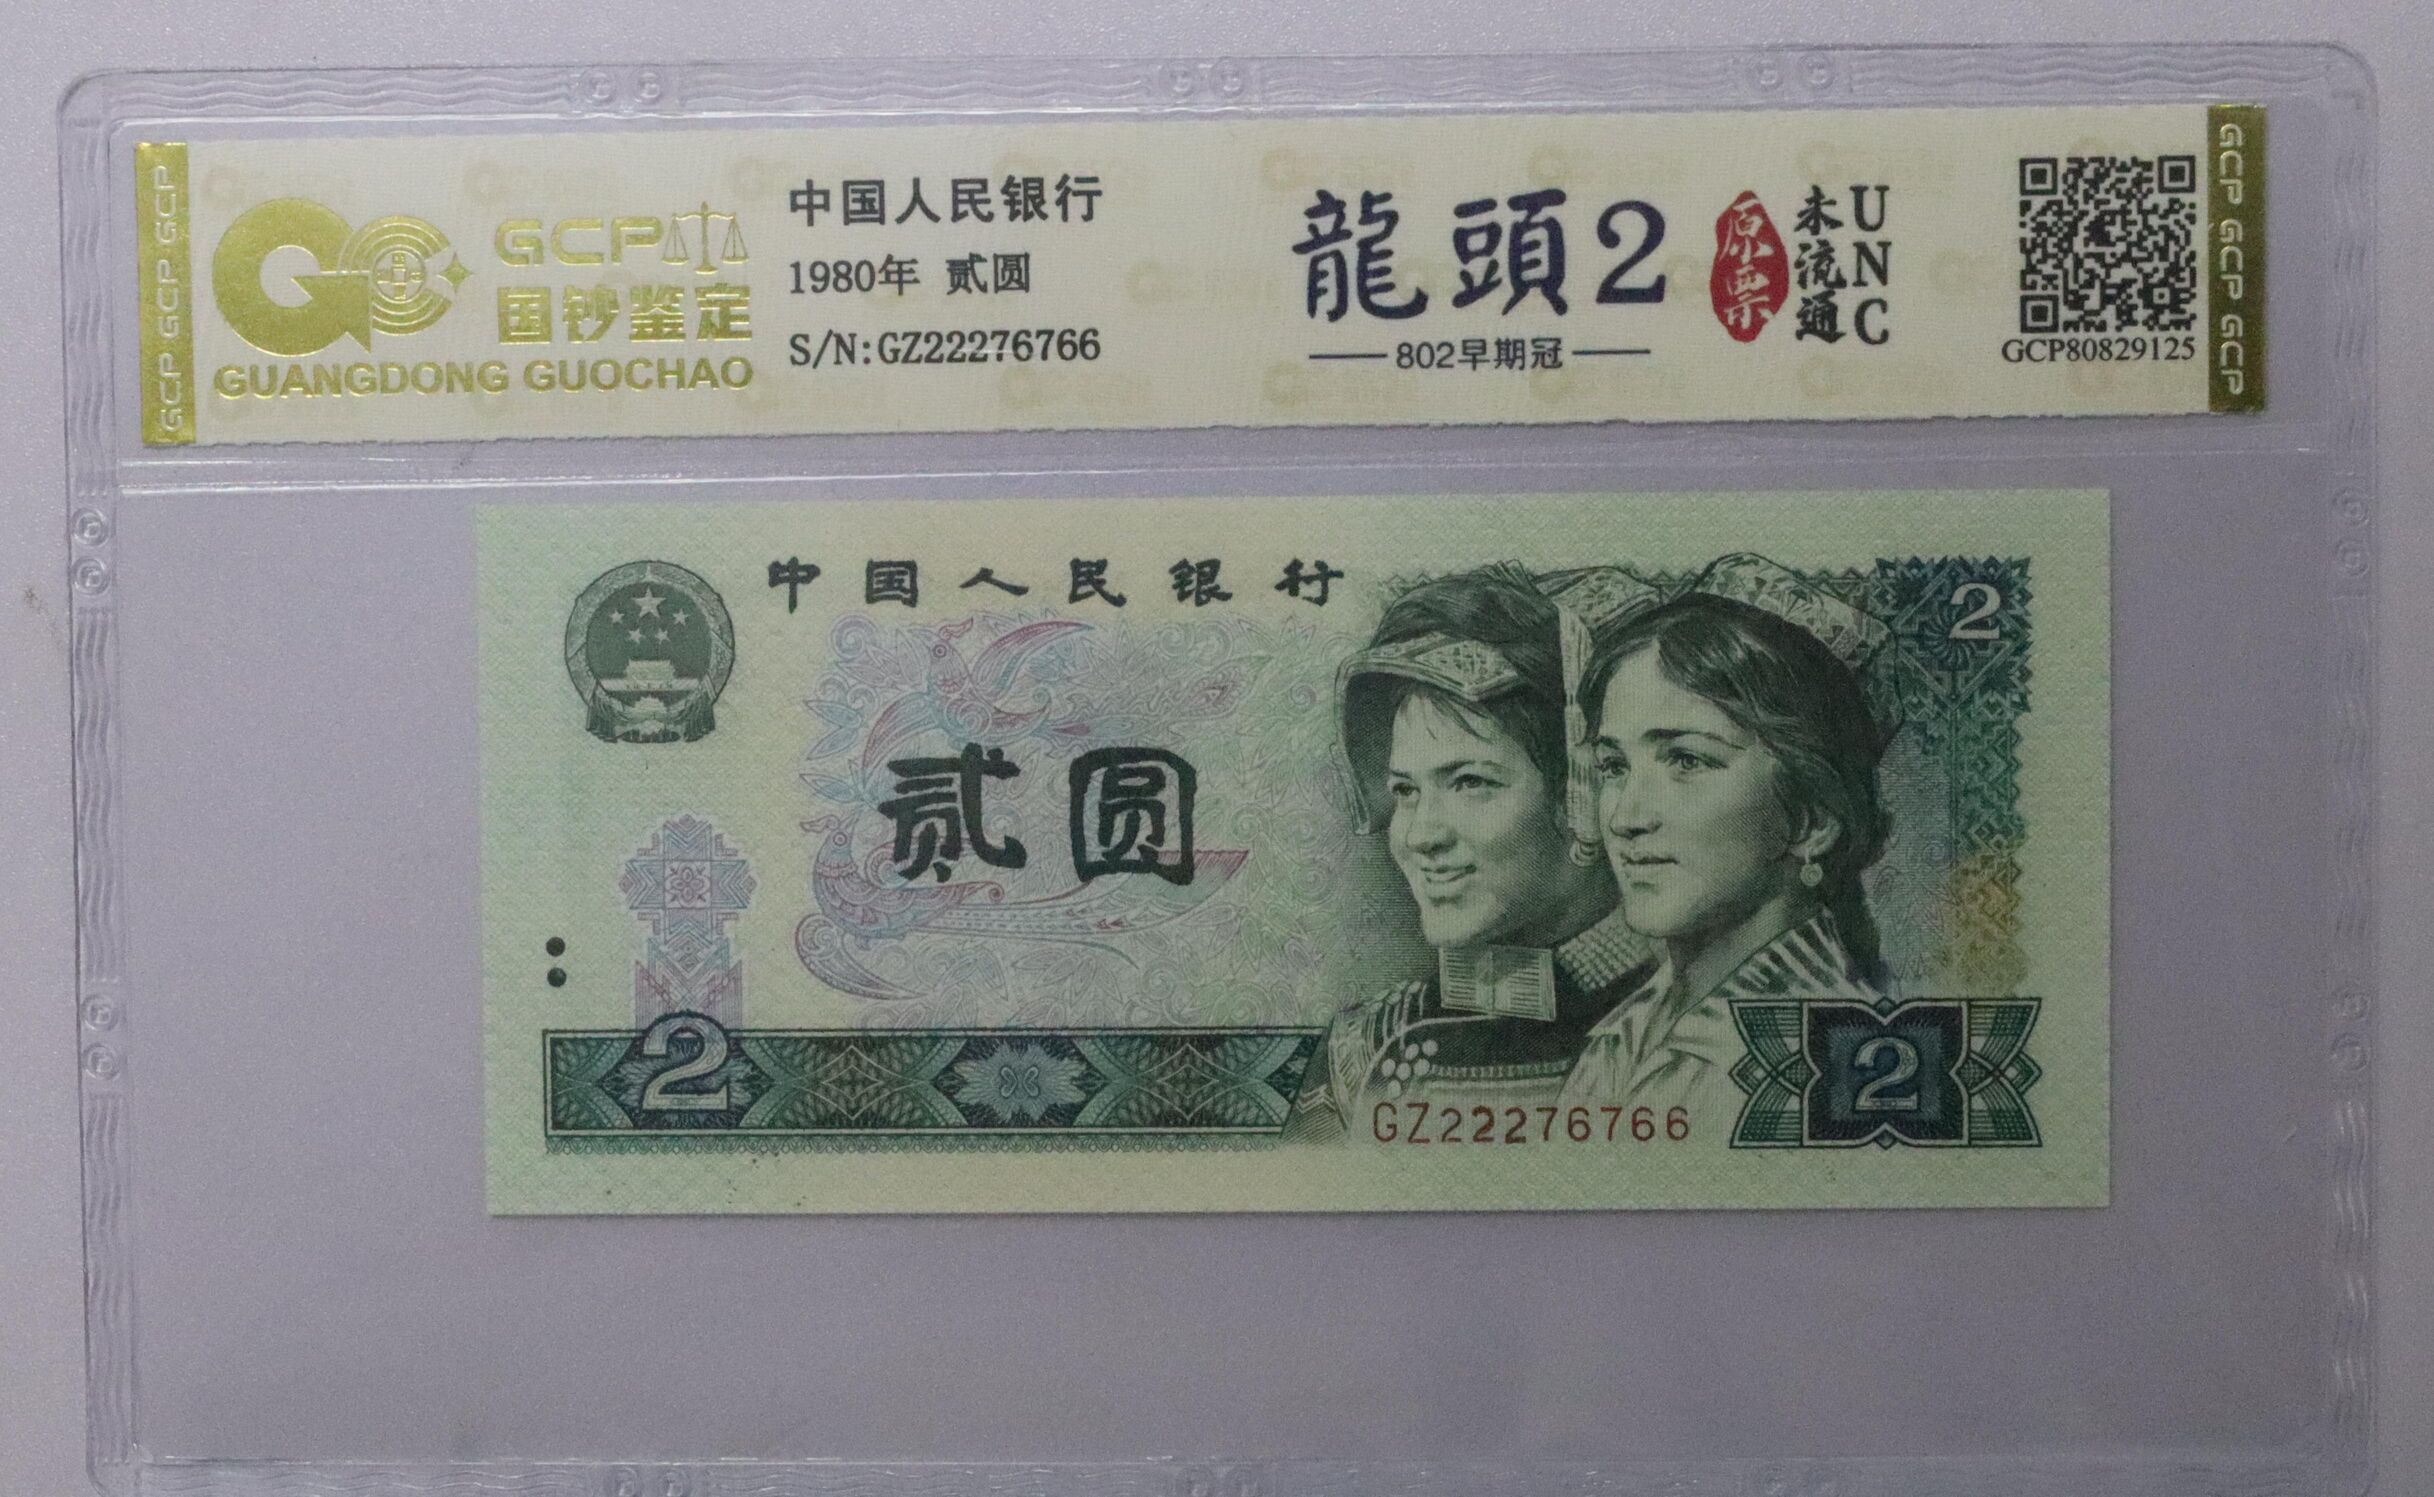 GCP GCP GCP
GCP
国钞鉴定
GUANGDONG GUOCHAO
中国人民银行
1980年 贰圆
S/N:GZ22276766
龍頭2
802早期冠
原票
未流通
UNC
GCP80829125
GCP GCP GCP
中国人民银行
2
贰圆
2
GZ22276766
2